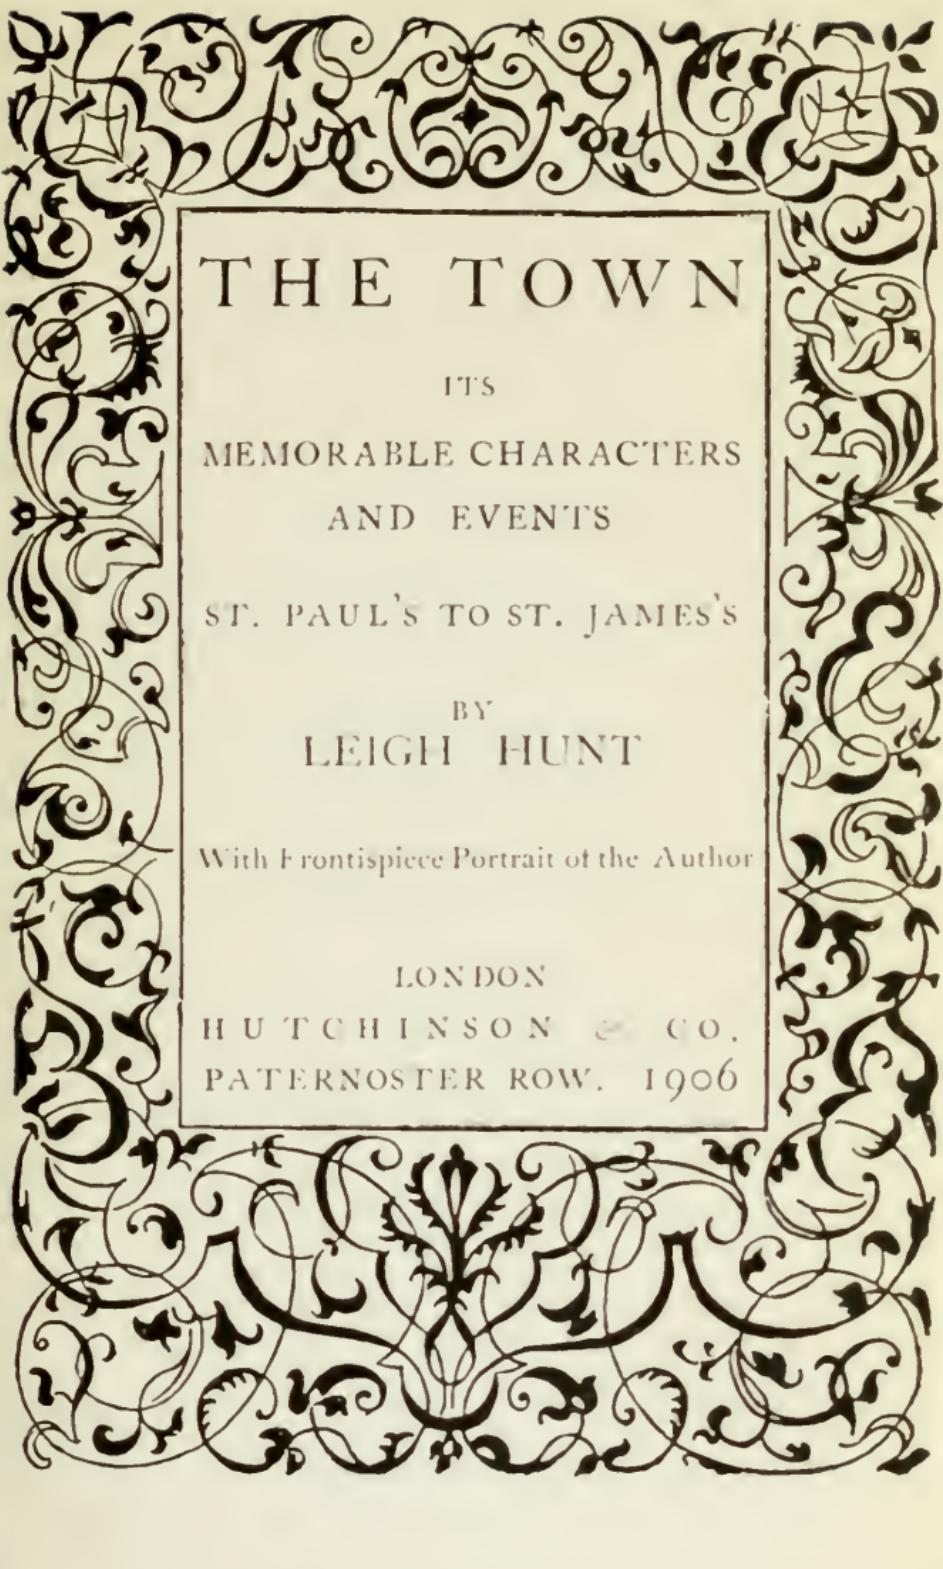 THE TOWN
ITS
MEMORABLE CHARACTERS
AND EVENTS
ST. PAUL'S TO ST. JAMES'S
BY
LEIGH HUNT
With Frontispiece Portrait of the Author
LONDON
HUTCHINSON & CO.
PATERNOSTER ROW. 1906